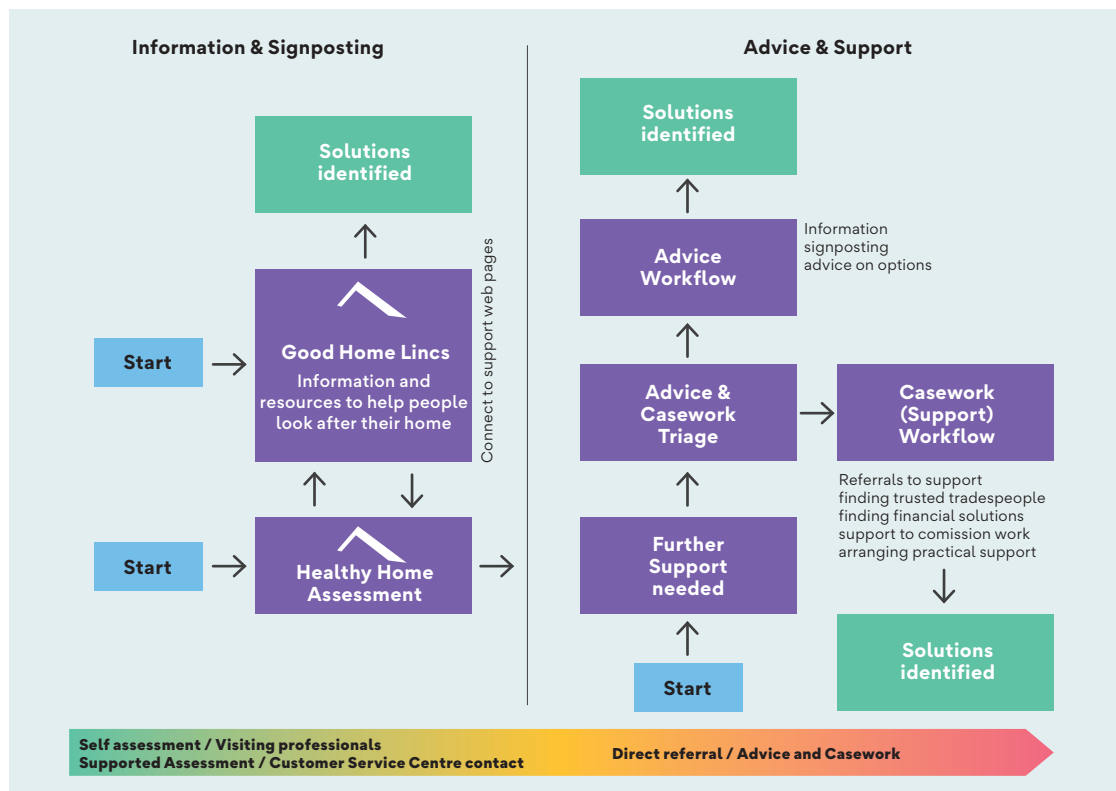 Information & Signposting
Solutions
identified
Connect to support web pages
Good Home Lincs
Information and
resources to help people
look after their home
Start
Start
Healthy Home
Assessment
Advice & Support
Solutions
identified
Advice
Workflow
Information
signposting
advice on options
Advice &
Casework
Triage
Casework
(Support)
Workflow
Referrals to support
finding trusted tradespeople
finding financial solutions
support to comission work
arranging practical support
Further
Support
needed
Solutions
identified
Start
Self assessment / Visiting professionals
Supported Assessment / Customer Service Centre contact
Direct referral / Advice and Casework